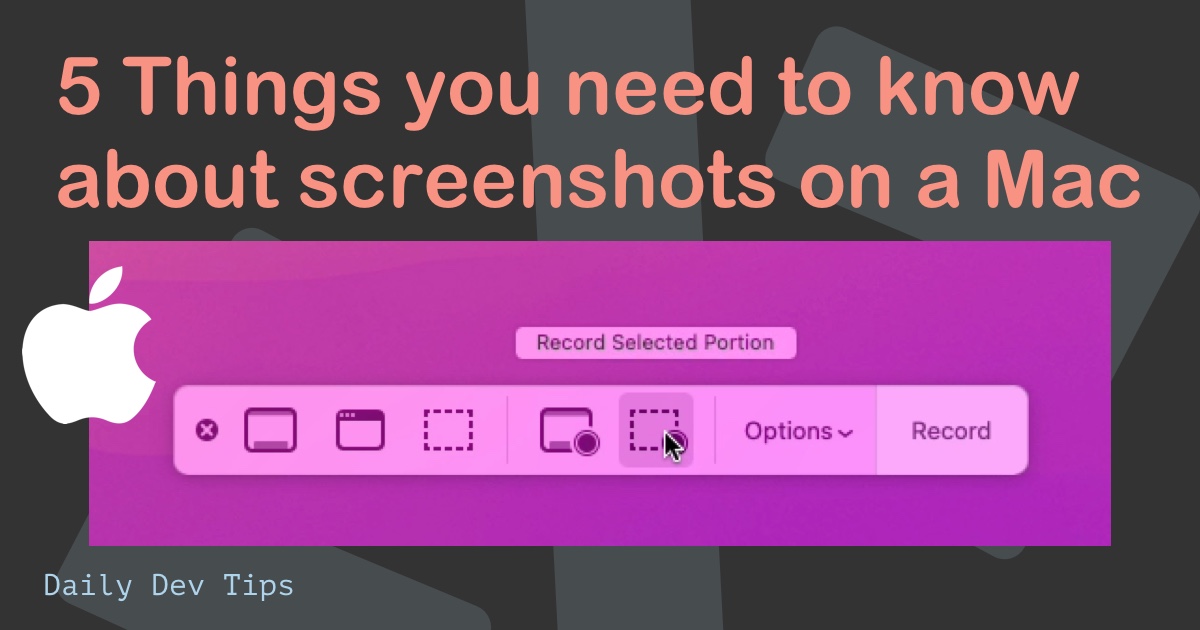 5 Things you need to know
about screenshots on a Mac
Record Selected Portion
Options
Record
Daily Dev Tips